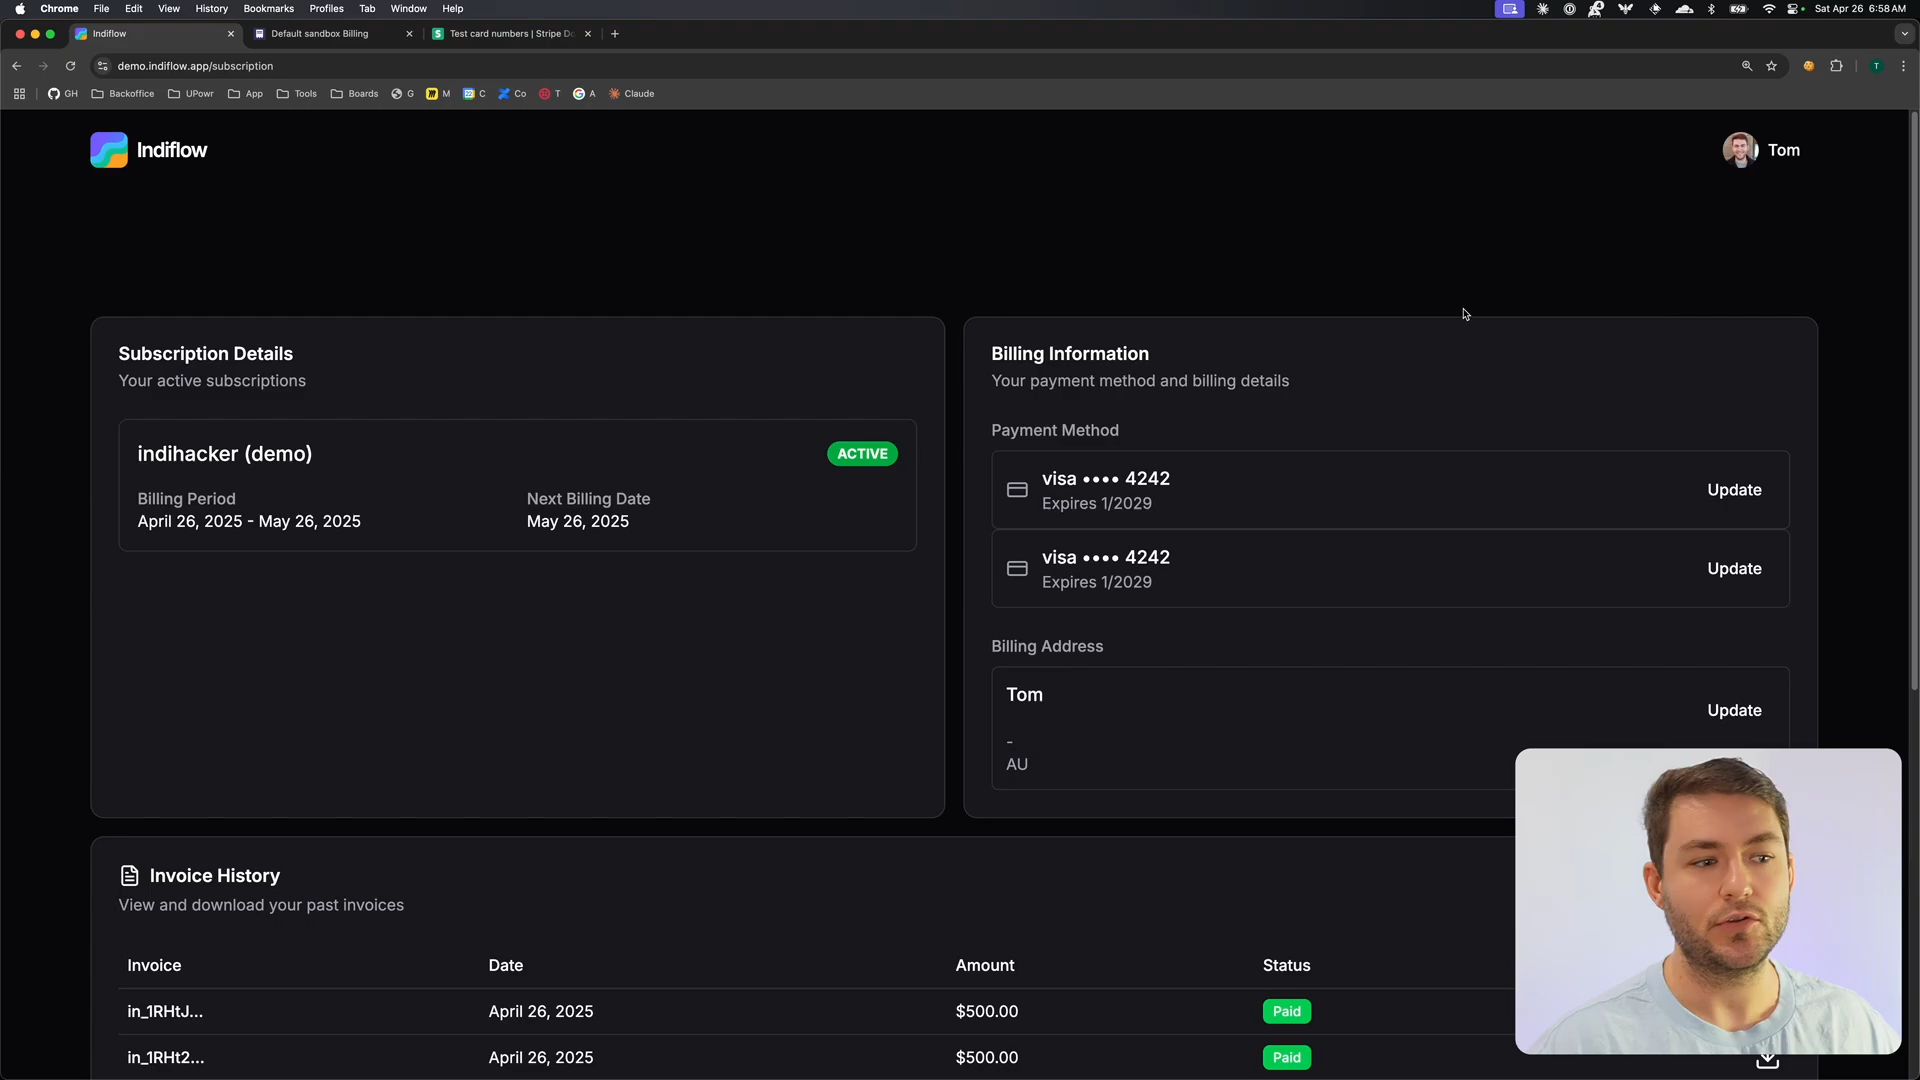 Chrome File Edit View History Bookmarks Profiles Tab Window Help
Sat Apr 26 6:58 AM
Indiflow
Default sandbox Billing
Test card numbers | Stripe Do
demo.indiflow.app/subscription
T
GH Backoffice UPowr App Tools Boards G M C Co T A Claude
Indiflow
Tom
Subscription Details
Your active subscriptions
indihacker (demo)
ACTIVE
Billing Period
April 26, 2025 - May 26, 2025
Next Billing Date
May 26, 2025
Billing Information
Your payment method and billing details
Payment Method
visa •••• 4242
Expires 1/2029
Update
visa •••• 4242
Expires 1/2029
Update
Billing Address
Tom
-
AU
Update
Invoice History
View and download your past invoices
Invoice Date Amount Status
in_1RHtJ... April 26, 2025 $500.00 Paid
in_1RHt2... April 26, 2025 $500.00 Paid